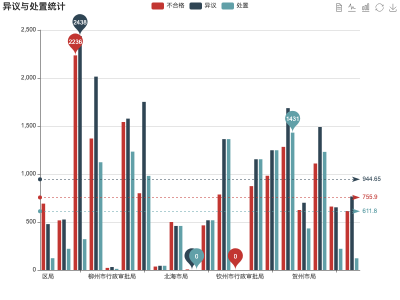 异议与处置统计
不合格 异议 处置
2,500
2,000
1,500
1,000
500
0
2236
2438
1431
0
0
944.65
755.9
611.8
区局
柳州市行政审批局
北海市局
钦州市行政审批局
贺州市局